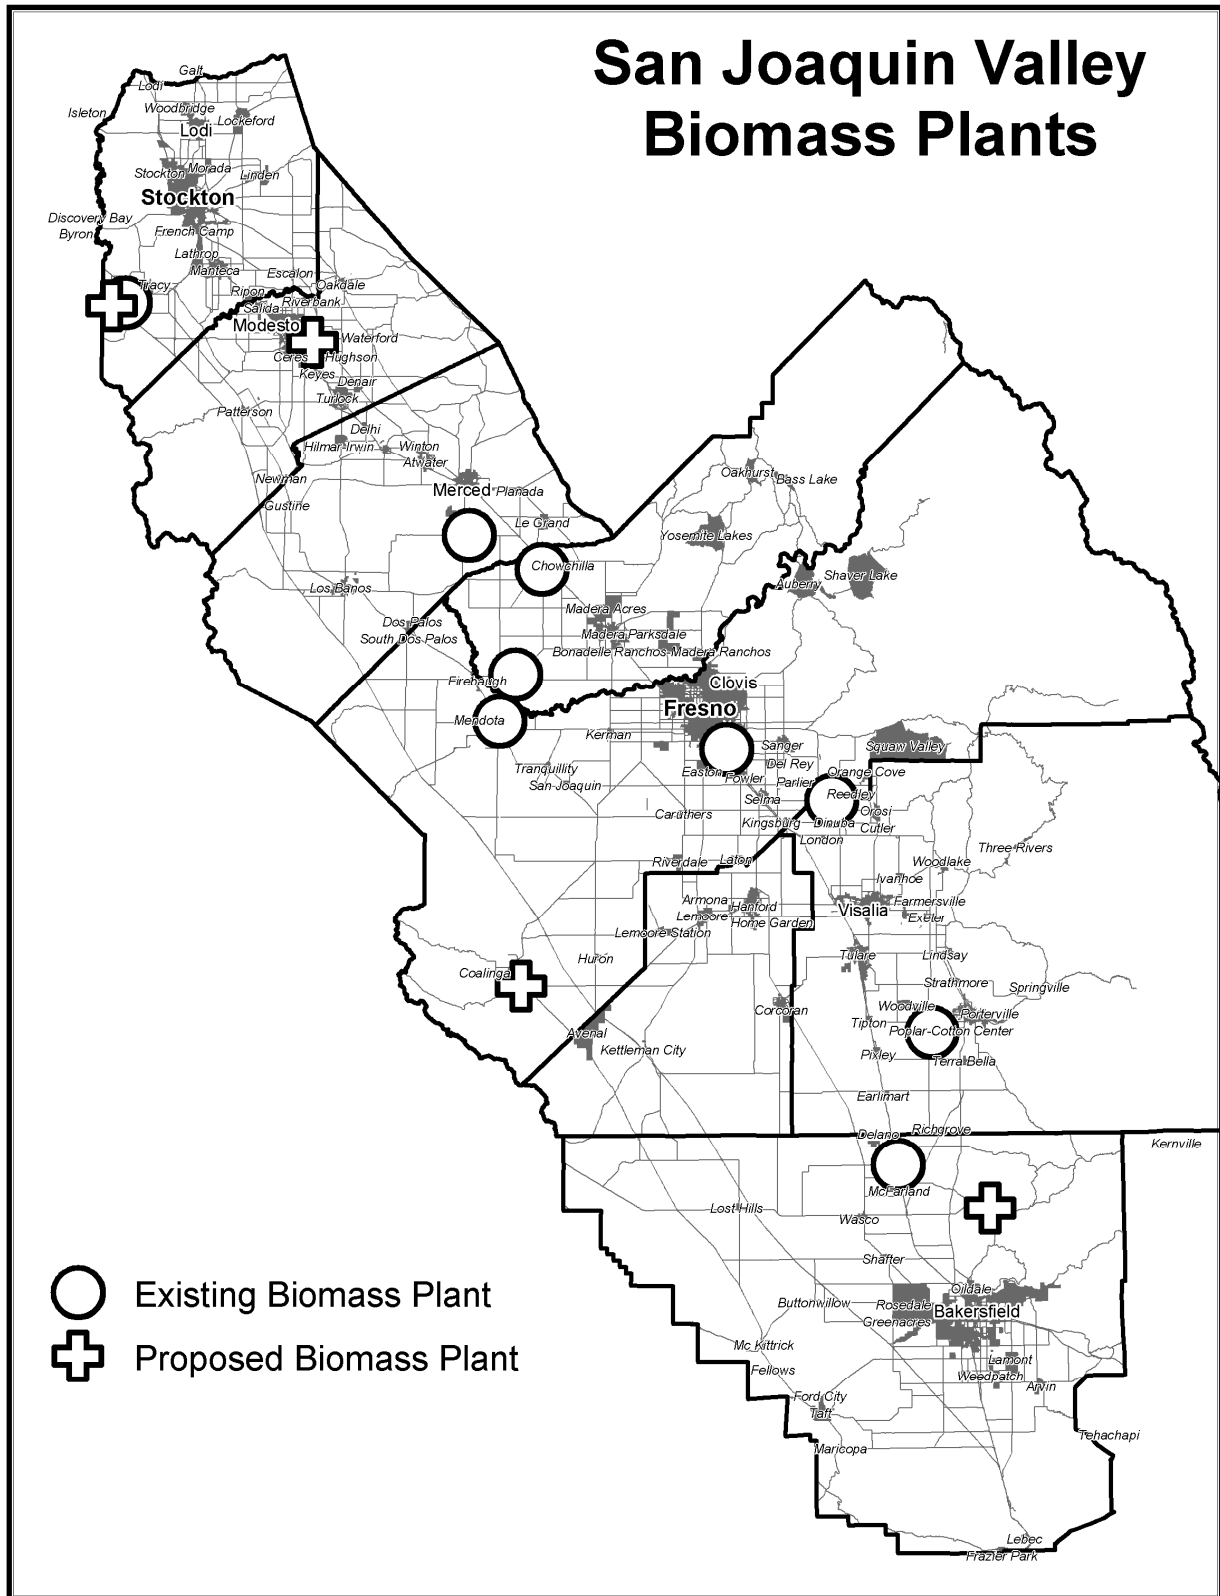 San Joaquin Valley
Biomass Plants
Galt
Lodi
Isleton
Woodbridge
Lockeford
Lodi
Stockton
Morada
Linden
Stockton
Discovery Bay
Byron
French Camp
Lathrop
Manteca
Escalon
Tracy
Ripon
Oakdale
Salida
Riverbank
Modesto
Waterford
Ceres
Hughson
Keyes
Denair
Turlock
Patterson
Delhi
Hilmar-Irwin
Winton
Atwater
Newman
Merced
Planada
Gustine
Le Grand
Oakhurst
Bass Lake
Yosemite Lakes
Chowchilla
Los Banos
Auberry
Shaver Lake
Madera Acres
Dos Palos
South Dos Palos
Madera
Parksdale
Bonadelle Ranchos-Madera Ranchos
Firebaugh
Clovis
Fresno
Mendota
Kerman
Sanger
Squaw Valley
Tranquillity
Del Rey
Easton
Fowler
Orange Cove
San Joaquin
Parlier
Selma
Reedley
Orosi
Caruthers
Kingsburg
Dinuba
Cutler
London
Three Rivers
Riverdale
Laton
Woodlake
Ivanhoe
Armona
Hanford
Visalia
Farmersville
Lemoore
Exeter
Home Garden
Lemoore Station
Huron
Tulare
Lindsay
Coalinga
Strathmore
Springville
Corcoran
Woodville
Porterville
Tipton
Poplar-Cotton Center
Avenal
Kettleman City
Pixley
Terra Bella
Earlimart
Delano
Richgrove
Kernville
McFarland
Lost Hills
Wasco
Shafter
Existing Biomass Plant
Oildale
Buttonwillow
Rosedale
Bakersfield
Greenacres
Proposed Biomass Plant
Mc Kittrick
Lamont
Fellows
Weedpatch
Arvin
Ford City
Taft
Tehachapi
Maricopa
Lebec
Frazier Park